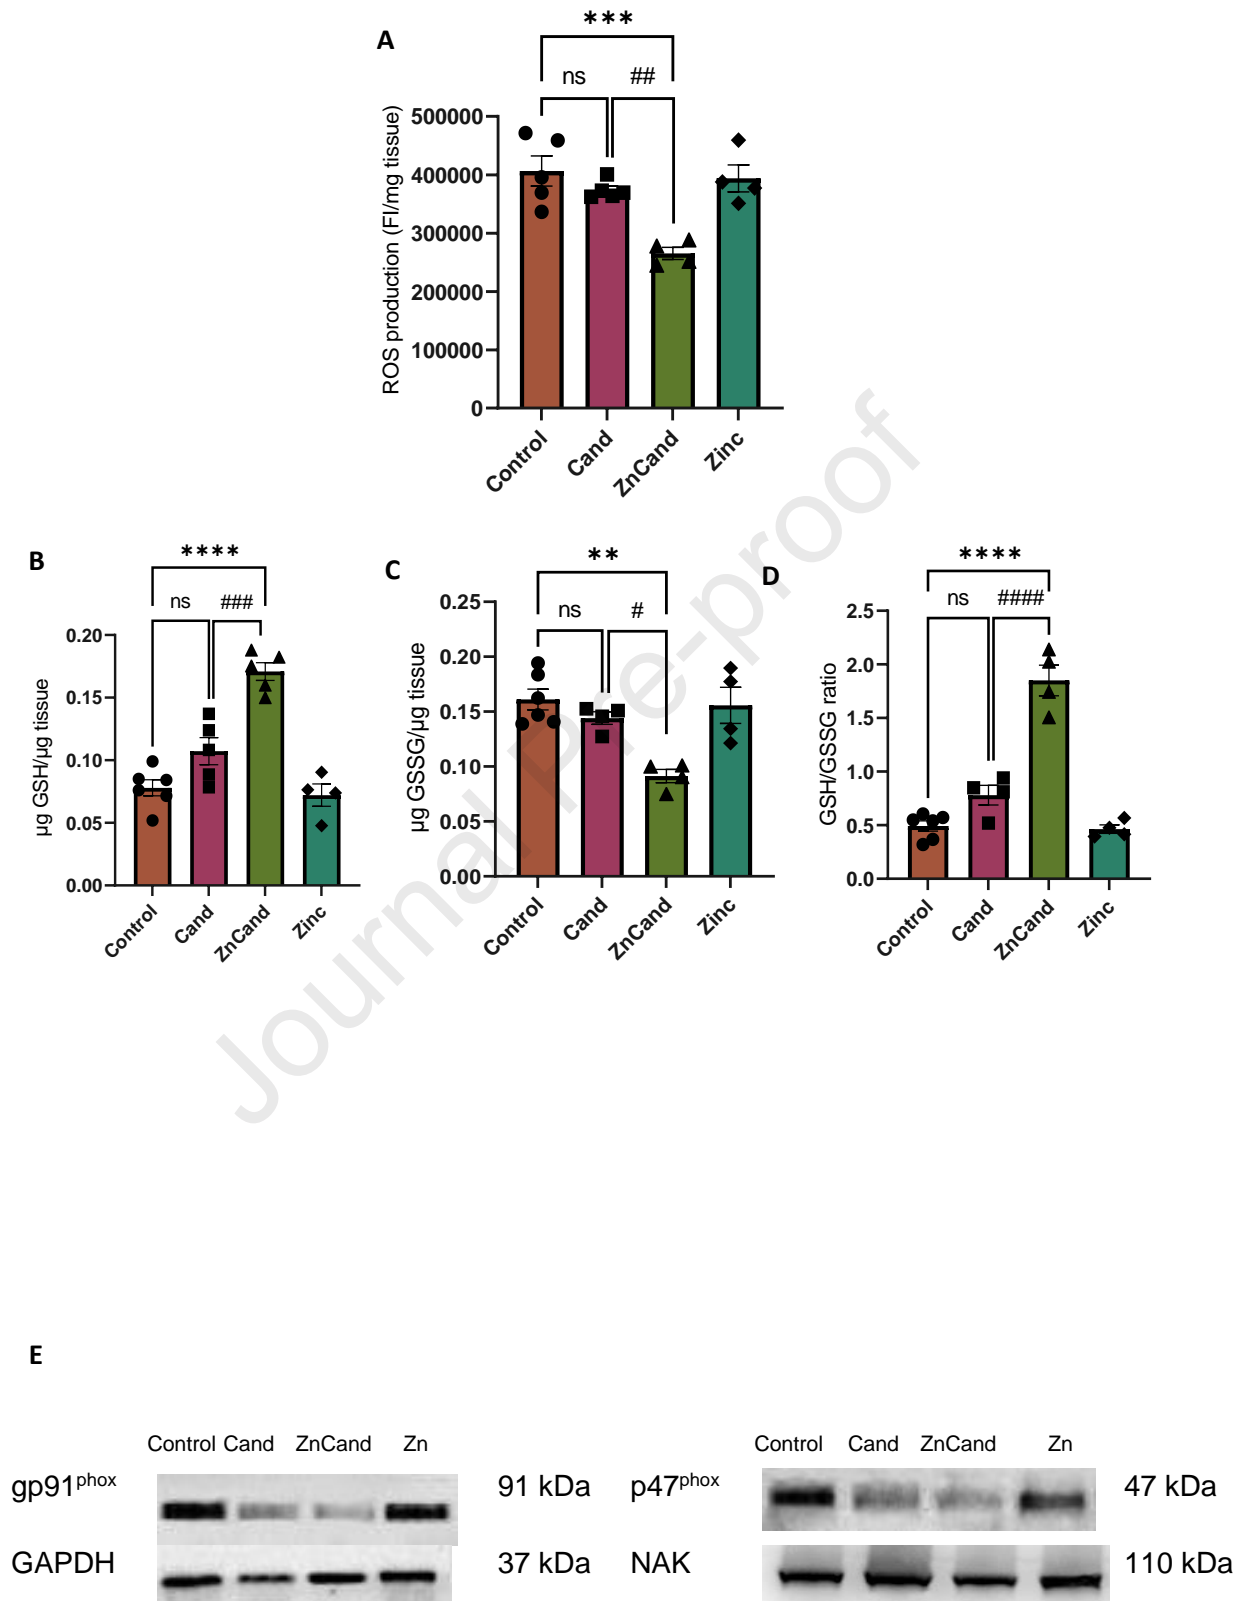 A
***
ns ##
ROS production (FI/mg tissue)
500000
400000
300000
200000
100000
0
Control Cand ZnCand Zinc
B
****
ns ###
µg GSH/µg tissue
0.20
0.15
0.10
0.05
0.00
Control Cand ZnCand Zinc
C
**
ns #
µg GSSG/µg tissue
0.25
0.20
0.15
0.10
0.05
0.00
Control Cand ZnCand Zinc
D
****
ns ####
GSH/GSSG ratio
2.5
2.0
1.5
1.0
0.5
0.0
Control Cand ZnCand Zinc
Journal Pre-proof
E
Control Cand ZnCand Zn
gp91phox 91 kDa
GAPDH 37 kDa
Control Cand ZnCand Zn
p47phox 47 kDa
NAK 110 kDa